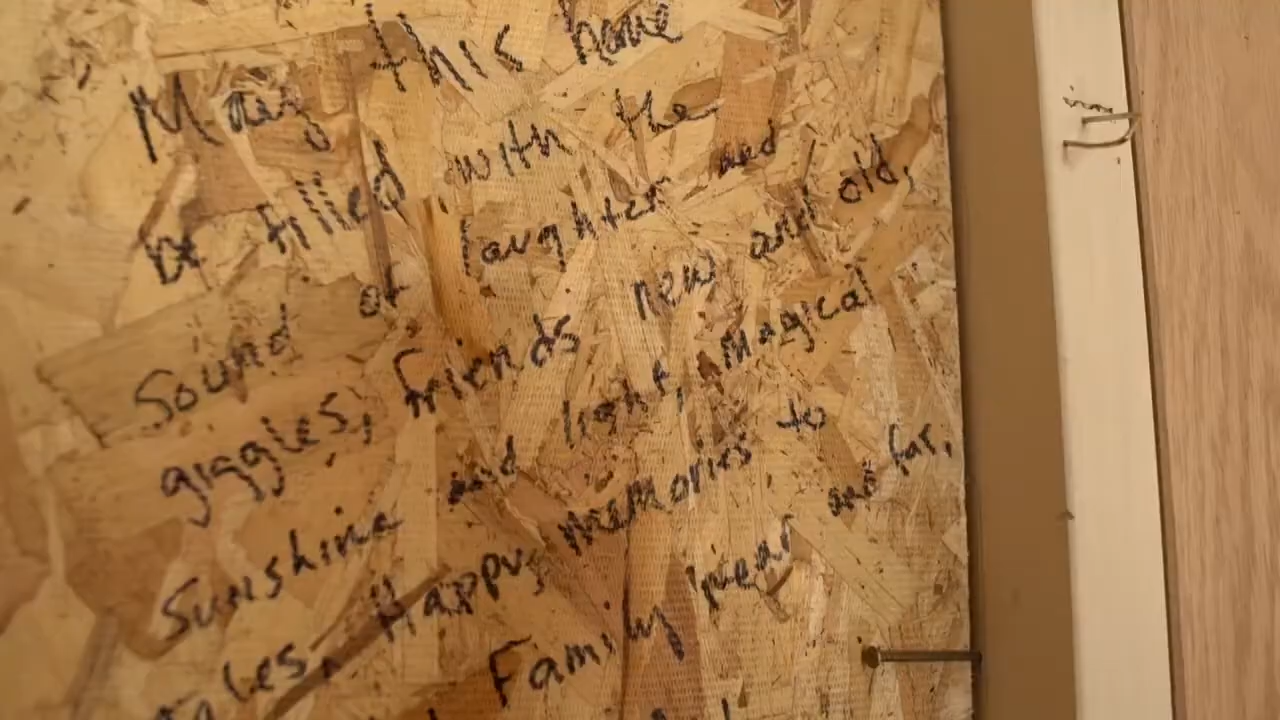 May this home
be filled with the
Sound of laughter and
giggles, friends new and old,
Sunshine and light, magical
tales, Happy memories to
Family near and far,